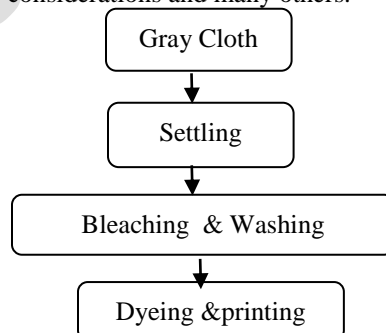 considerations and many others.
Gray Cloth
Settling
Bleaching & Washing
Dyeing &printing